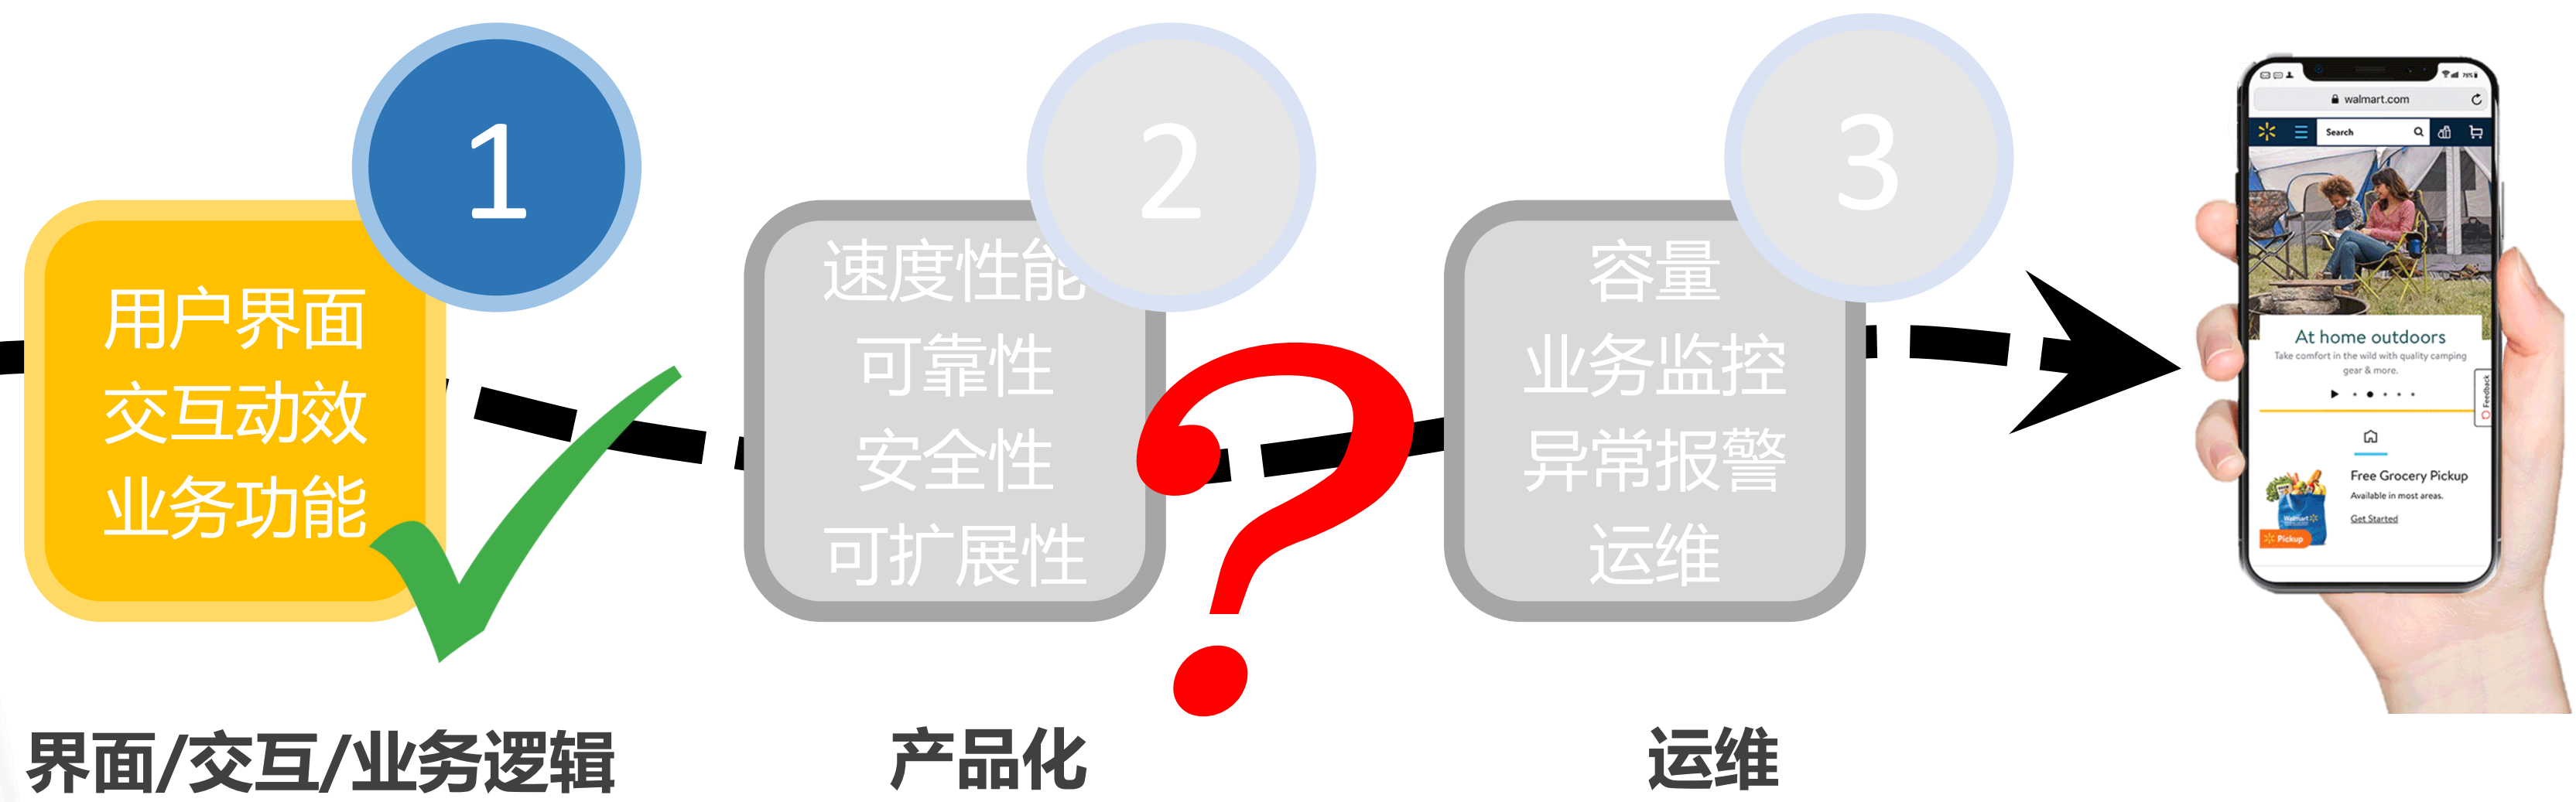 1
用户界面
交互动效
业务功能
界面/交互/业务逻辑
2
速度性能
可靠性
安全性
可扩展性
?
产品化
3
容量
业务监控
异常报警
运维
运维
walmart.com
Search
At home outdoors
Take comfort in the wild with quality camping
gear & more.
Feedback
Free Grocery Pickup
Available in most areas.
Get Started
Walmart
Pickup